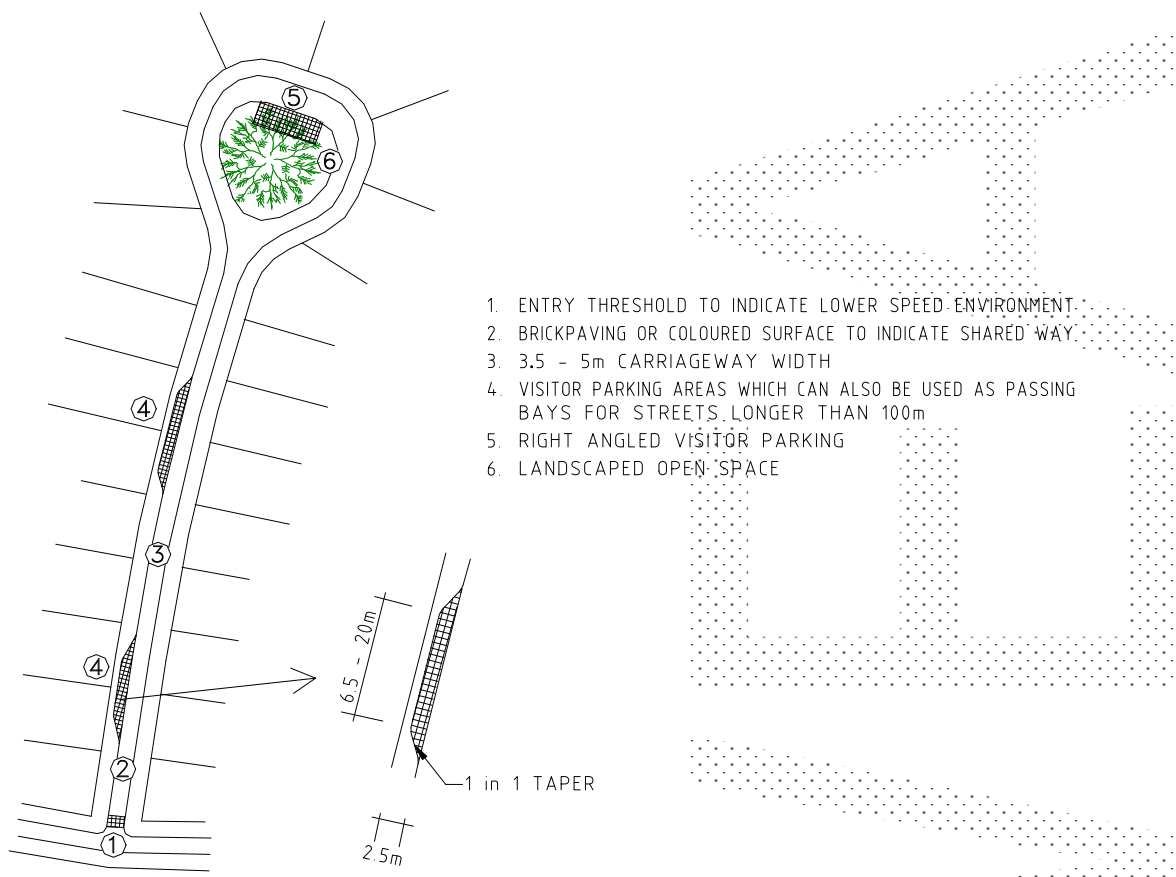 5
6
1. ENTRY THRESHOLD TO INDICATE LOWER SPEED ENVIRONMENT
2. BRICKPAVING OR COLOURED SURFACE TO INDICATE SHARED WAY
3. 3.5 - 5m CARRIAGEWAY WIDTH
4. VISITOR PARKING AREAS WHICH CAN ALSO BE USED AS PASSING
BAYS FOR STREETS LONGER THAN 100m
5. RIGHT ANGLED VISITOR PARKING
6. LANDSCAPED OPEN SPACE
4
3
4
6.5 - 20m
2
1 in 1 TAPER
1
2.5m